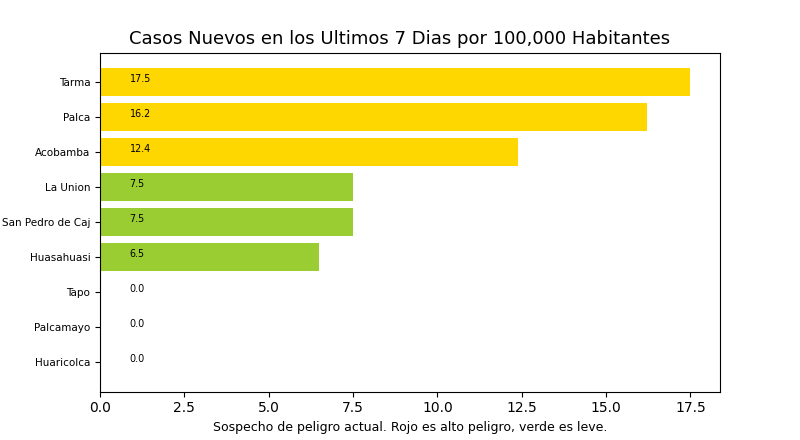 Casos Nuevos en los Ultimos 7 Dias por 100,000 Habitantes
Tarma 17.5
Palca 16.2
Acobamba 12.4
La Union 7.5
San Pedro de Caj 7.5
Huasahuasi 6.5
Tapo 0.0
Palcamayo 0.0
Huaricolca 0.0
0.0 2.5 5.0 7.5 10.0 12.5 15.0 17.5
Sospecho de peligro actual. Rojo es alto peligro, verde es leve.